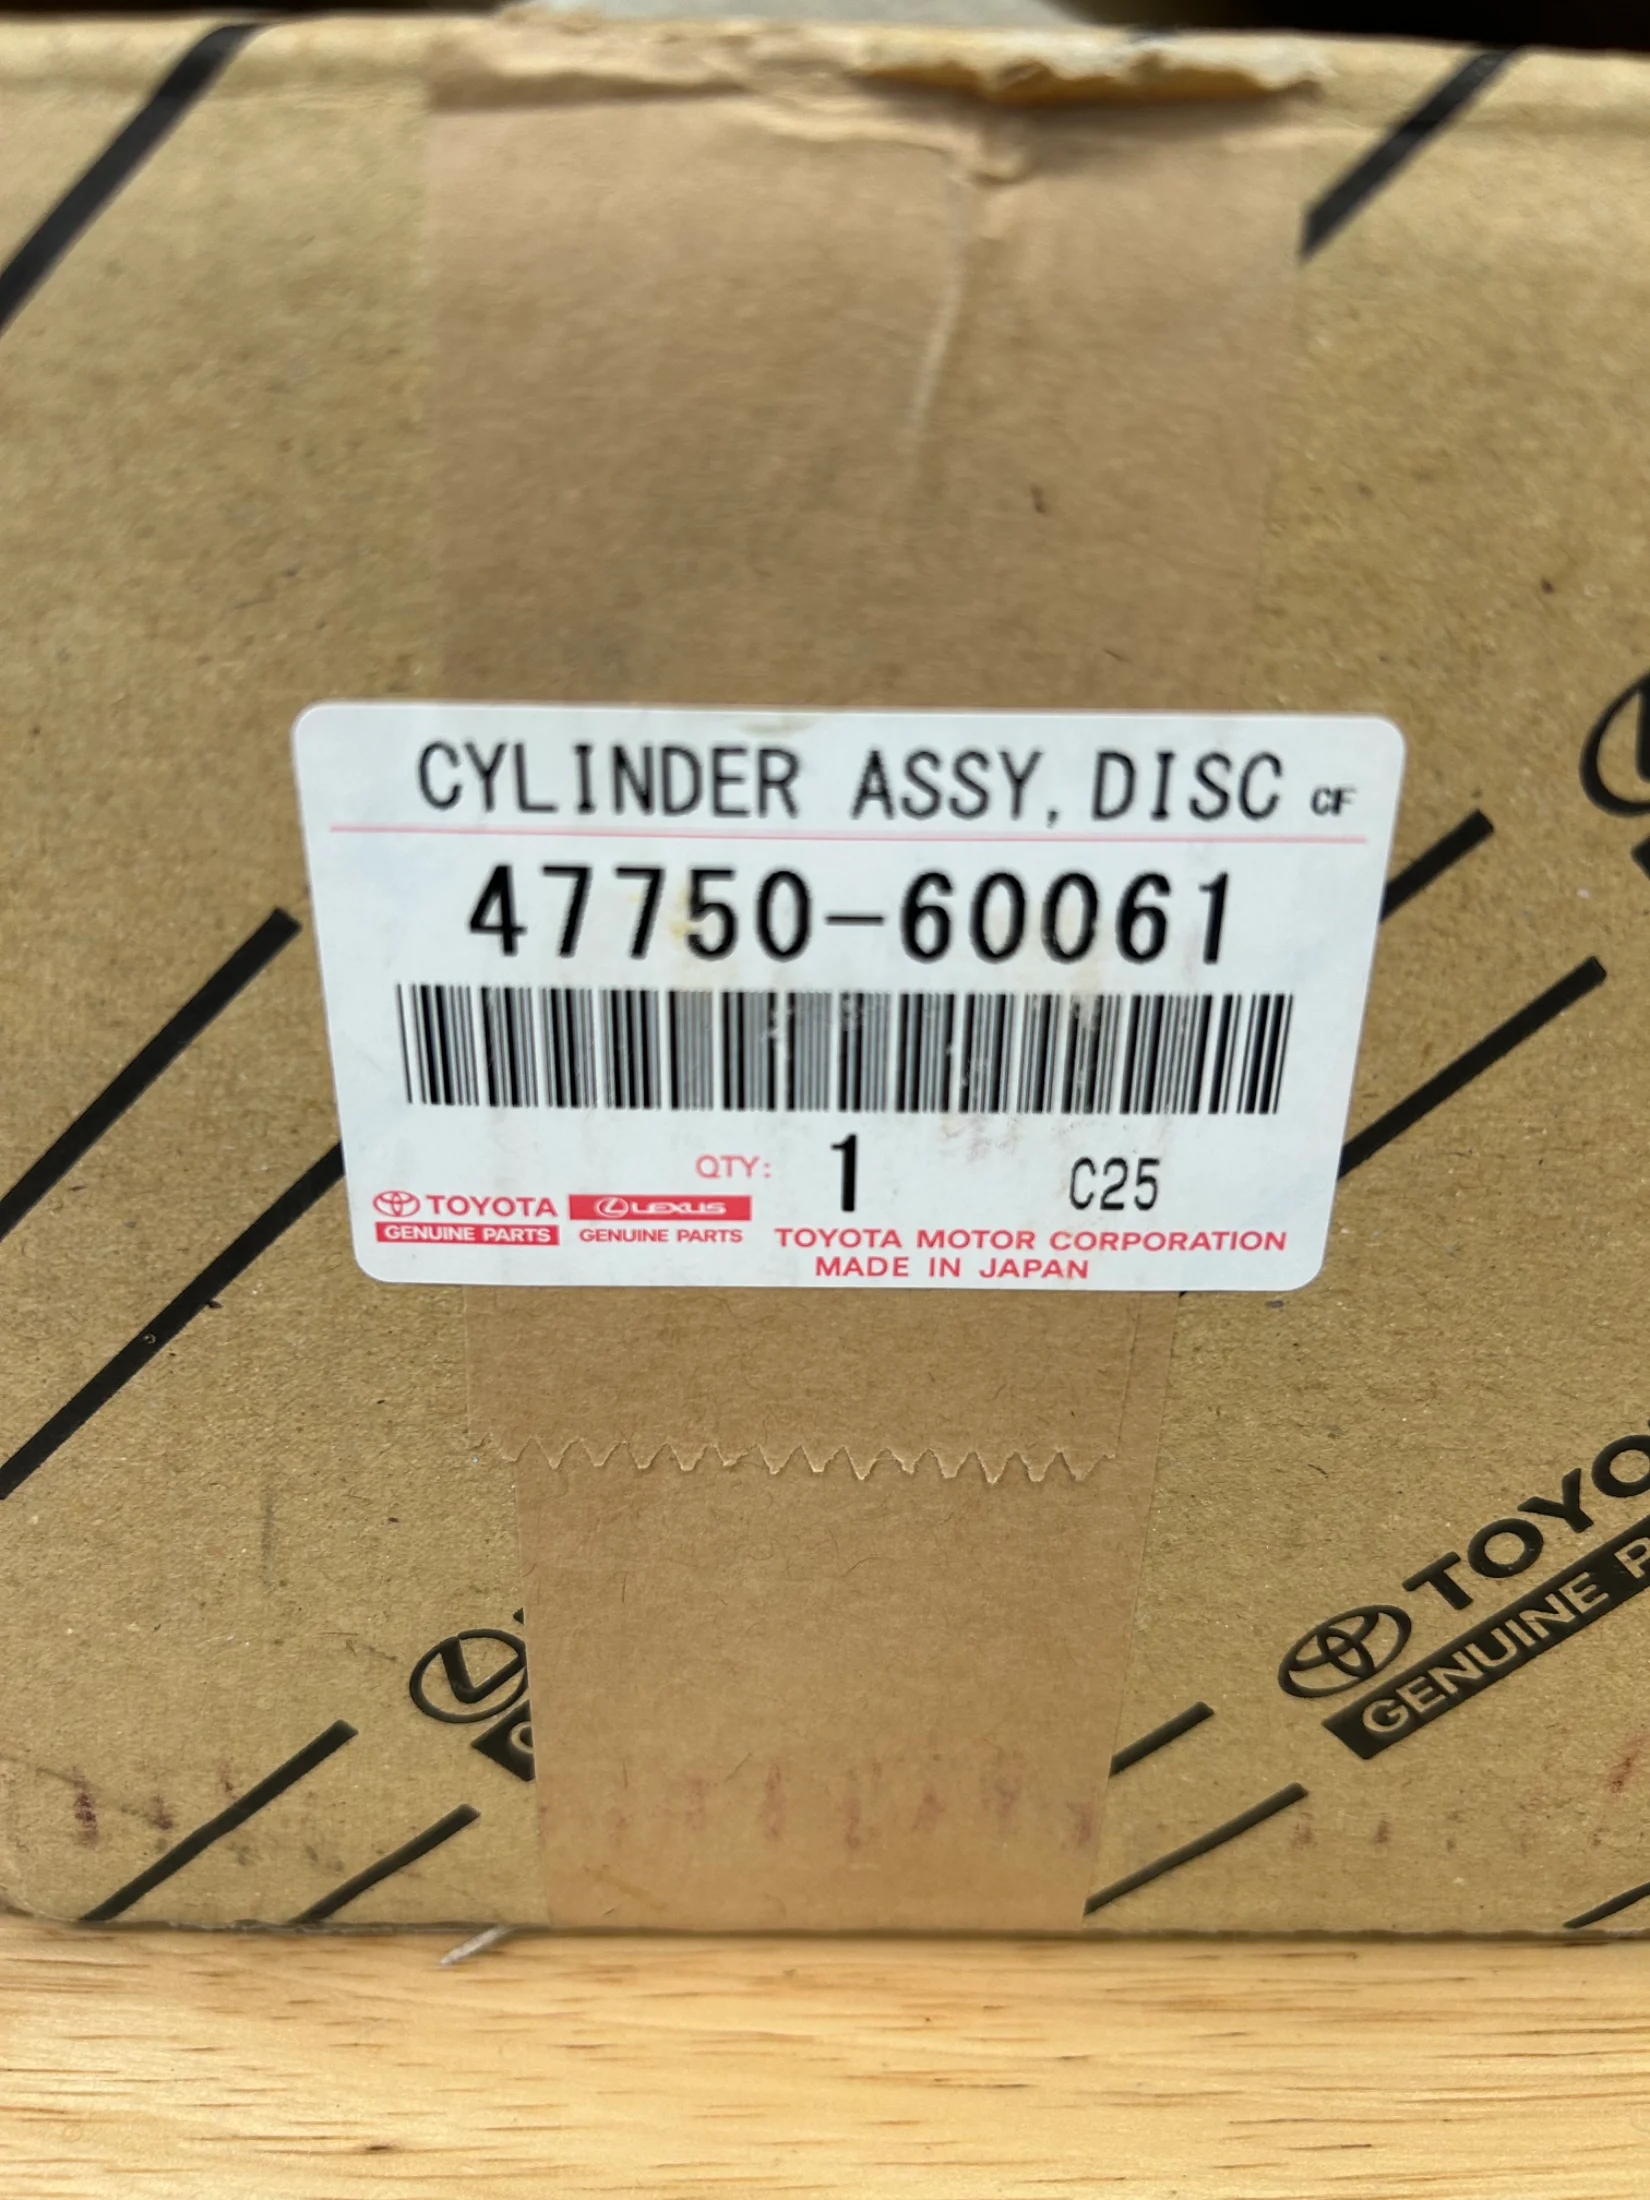 CYLINDER ASSY, DISC CF
47750-60061
QTY: 1 C25
TOYOTA LEXUS
GENUINE PARTS GENUINE PARTS TOYOTA MOTOR CORPORATION
MADE IN JAPAN
TOYO
GENUINE P